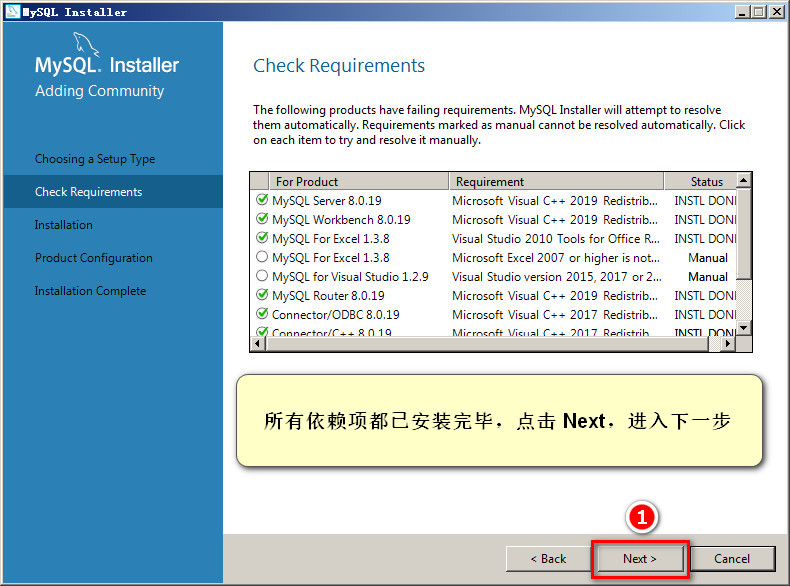 MySQL Installer
MySQL. Installer
Adding Community
Choosing a Setup Type
Check Requirements
Installation
Product Configuration
Installation Complete
Check Requirements
The following products have failing requirements. MySQL Installer will attempt to resolve
them automatically. Requirements marked as manual cannot be resolved automatically. Click
on each item to try and resolve it manually.
For Product Requirement Status
MySQL Server 8.0.19 Microsoft Visual C++ 2019 Redistrib... INSTL DONE
MySQL Workbench 8.0.19 Microsoft Visual C++ 2019 Redistrib... INSTL DONE
MySQL For Excel 1.3.8 Visual Studio 2010 Tools for Office R... INSTL DONE
MySQL For Excel 1.3.8 Microsoft Excel 2007 or higher is not... Manual
MySQL for Visual Studio 1.2.9 Visual Studio version 2015, 2017 or 2... Manual
MySQL Router 8.0.19 Microsoft Visual C++ 2019 Redistrib... INSTL DONE
Connector/ODBC 8.0.19 Microsoft Visual C++ 2017 Redistrib... INSTL DONE
Connector/C++ 8.0.19 Microsoft Visual C++ 2017 Redistrib... INSTL DONE
所有依赖项都已安装完毕，点击 Next，进入下一步
1
< Back Next > Cancel